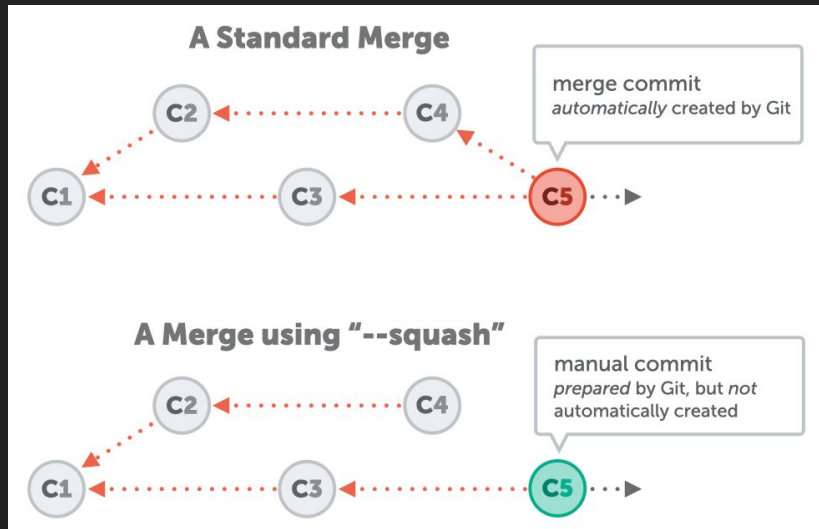 A Standard Merge
merge commit
automatically created by Git
C2
C4
C1
C3
C5
A Merge using “--squash”
manual commit
prepared by Git, but not
automatically created
C2
C4
C1
C3
C5